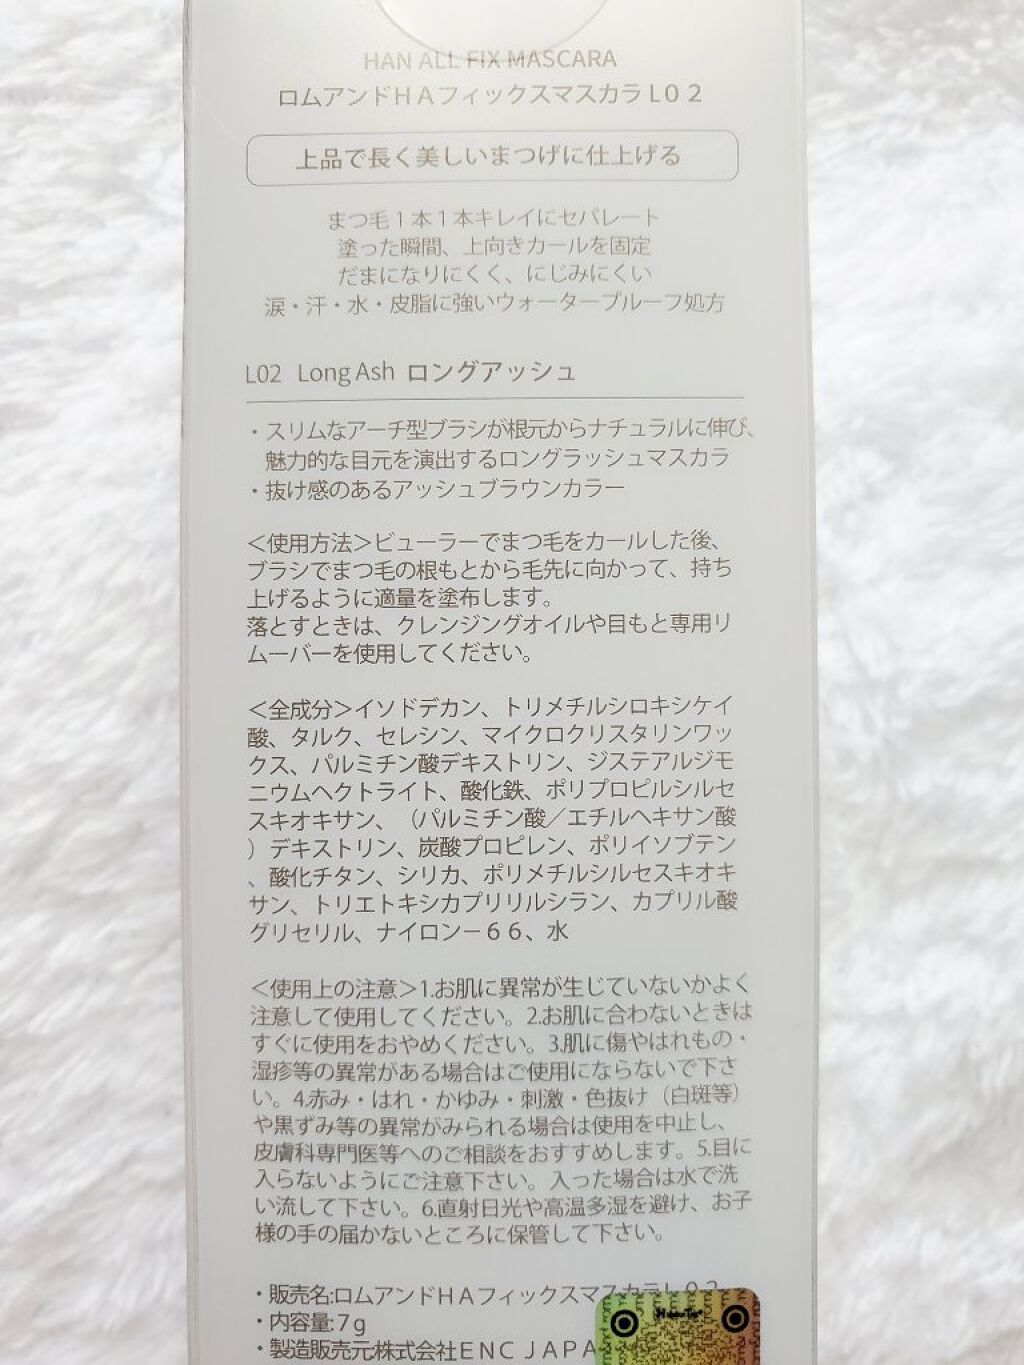 HAN ALL FIX MASCARA
ロムアンドＨＡフィックスマスカラＬ０２
上品で長く美しいまつげに仕上げる
まつ毛１本１本キレイにセパレート
塗った瞬間、上向きカールを固定
だまになりにくく、にじみにくい
涙・汗・水・皮脂に強いウォータープルーフ処方
L02 Long Ash ロングアッシュ
・スリムなアーチ型ブラシが根元からナチュラルに伸び、
魅力的な目元を演出するロングラッシュマスカラ
・抜け感のあるアッシュブラウンカラー
＜使用方法＞ビューラーでまつ毛をカールした後、
ブラシでまつ毛の根もとから毛先に向かって、持ち
上げるように適量を塗布します。
落とすときは、クレンジングオイルや目もと専用リ
ムーバーを使用してください。
＜全成分＞イソドデカン、トリメチルシロキシケイ
酸、タルク、セレシン、マイクロクリスタリンワッ
クス、パルミチン酸デキストリン、ジステアルジモ
ニウムヘクトライト、酸化鉄、ポリプロピルシルセ
スキオキサン、（パルミチン酸／エチルヘキサン酸
）デキストリン、炭酸プロピレン、ポリイソブテン
、酸化チタン、シリカ、ポリメチルシルセスキオキ
サン、トリエトキシカプリリルシラン、カプリル酸
グリセリル、ナイロンー６６、水
＜使用上の注意＞1.お肌に異常が生じていないかよく
注意して使用してください。2.お肌に合わないときは
すぐに使用をおやめください。3.肌に傷やはれもの・
湿疹等の異常がある場合はご使用にならないで下さ
い。4.赤み・はれ・かゆみ・刺激・色抜け（白斑等）
や黒ずみ等の異常がみられる場合は使用を中止し、
皮膚科専門医等へのご相談をおすすめします。5.目に
入らないようにご注意下さい。入った場合は水で洗
い流して下さい。6.直射日光や高温多湿を避け、お子
様の手の届かないところに保管して下さい。
・販売名:ロムアンドＨＡフィックスマスカラＬ０２
・内容量:7g
・製造販売元:株式会社ENC JAPA